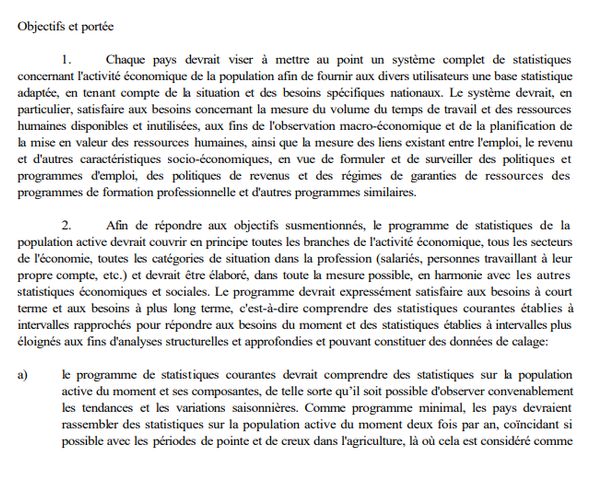 Objectifs et portée
1. Chaque pays devrait viser à mettre au point un système complet de statistiques
concernant l'activité économique de la population afin de fournir aux divers utilisateurs une base statistique
adaptée, en tenant compte de la situation et des besoins spécifiques nationaux. Le système devrait, en
particulier, satisfaire aux besoins concernant la mesure du volume du temps de travail et des ressources
humaines disponibles et inutilisées, aux fins de l'observation macro-économique et de la planification de
la mise en valeur des ressources humaines, ainsi que la mesure des liens existant entre l'emploi, le revenu
et d'autres caractéristiques socio-économiques, en vue de formuler et de surveiller des politiques et
programmes d'emploi, des politiques de revenus et des régimes de garanties de ressources des
programmes de formation professionnelle et d'autres programmes similaires.
2. Afin de répondre aux objectifs susmentionnés, le programme de statistiques de la
population active devrait couvrir en principe toutes les branches de l'activité économique, tous les secteurs
de l'économie, toutes les catégories de situation dans la profession (salariés, personnes travaillant à leur
propre compte, etc.) et devrait être élaboré, dans toute la mesure possible, en harmonie avec les autres
statistiques économiques et sociales. Le programme devrait expressément satisfaire aux besoins à court
terme et aux besoins à plus long terme, c'est-à-dire comprendre des statistiques courantes établies à
intervalles rapprochés pour répondre aux besoins du moment et des statistiques établies à intervalles plus
éloignés aux fins d'analyses structurelles et approfondies et pouvant constituer des données de calage:
a) le programme de statistiques courantes devrait comprendre des statistiques sur la population
active du moment et ses composantes, de telle sorte qu'il soit possible d'observer convenablement
les tendances et les variations saisonnières. Comme programme minimal, les pays devraient
rassembler des statistiques sur la population active du moment deux fois par an, coïncidant si
possible avec les périodes de pointe et de creux dans l'agriculture, là où cela est considéré comme